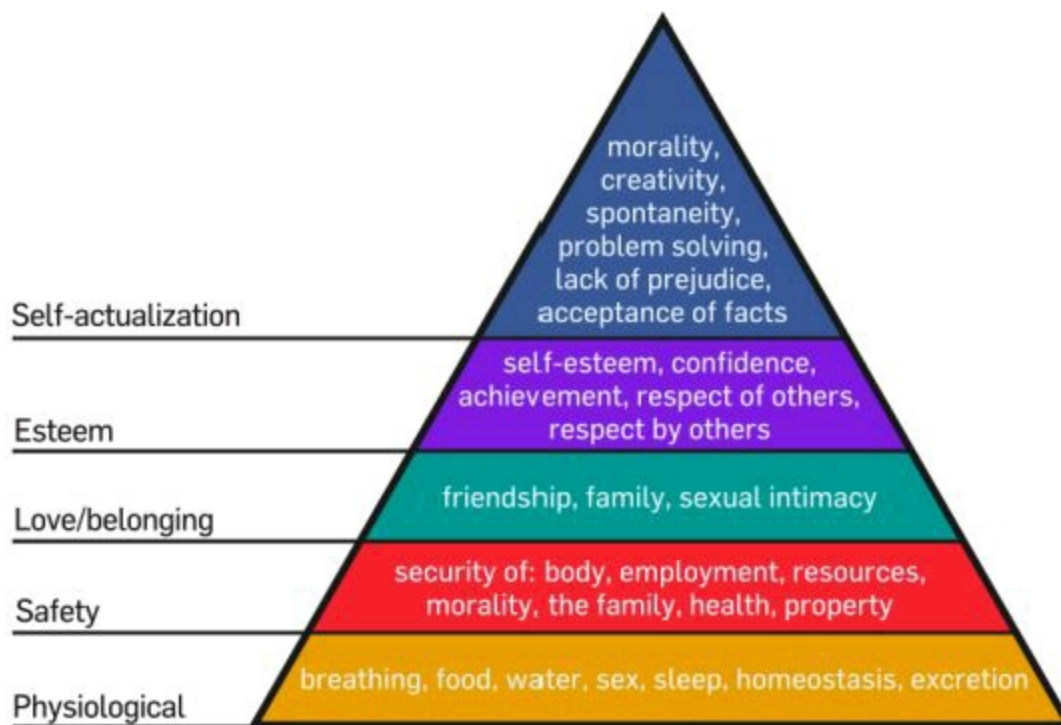 morality,
creativity,
spontaneity,
problem solving,
lack of prejudice,
acceptance of facts
Self-actualization
self-esteem, confidence,
achievement, respect of others,
respect by others
Esteem
friendship, family, sexual intimacy
Love/belonging
security of: body, employment, resources,
morality, the family, health, property
Safety
breathing, food, water, sex, sleep, homeostasis, excretion
Physiological